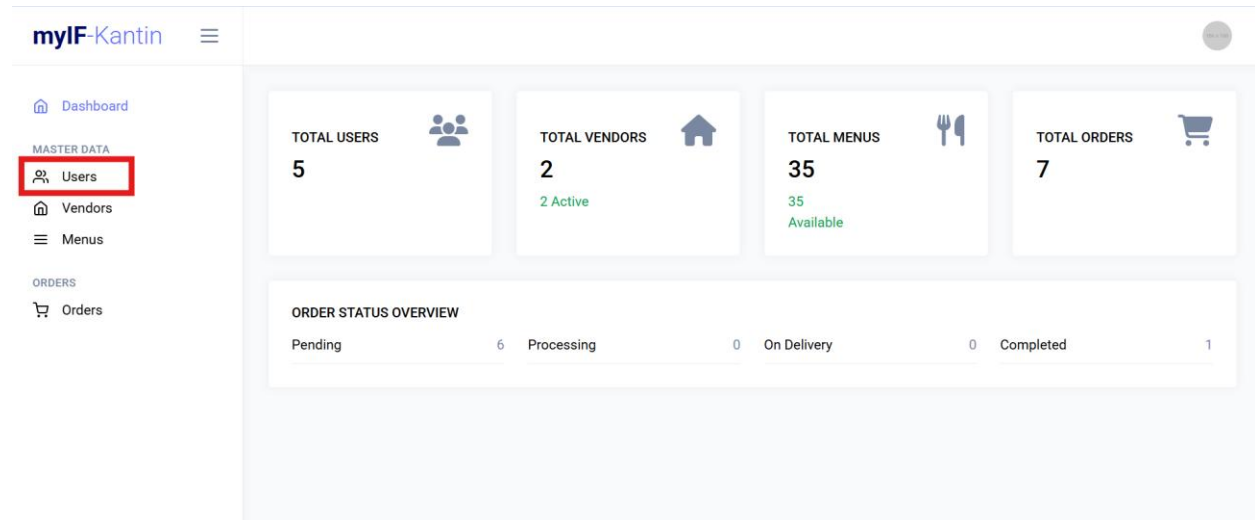 myIF-Kantin
Dashboard
MASTER DATA
Users
Vendors
Menus
ORDERS
Orders
TOTAL USERS
5
TOTAL VENDORS
2
2 Active
TOTAL MENUS
35
35
Available
TOTAL ORDERS
7
ORDER STATUS OVERVIEW
Pending 6 Processing 0 On Delivery 0 Completed 1